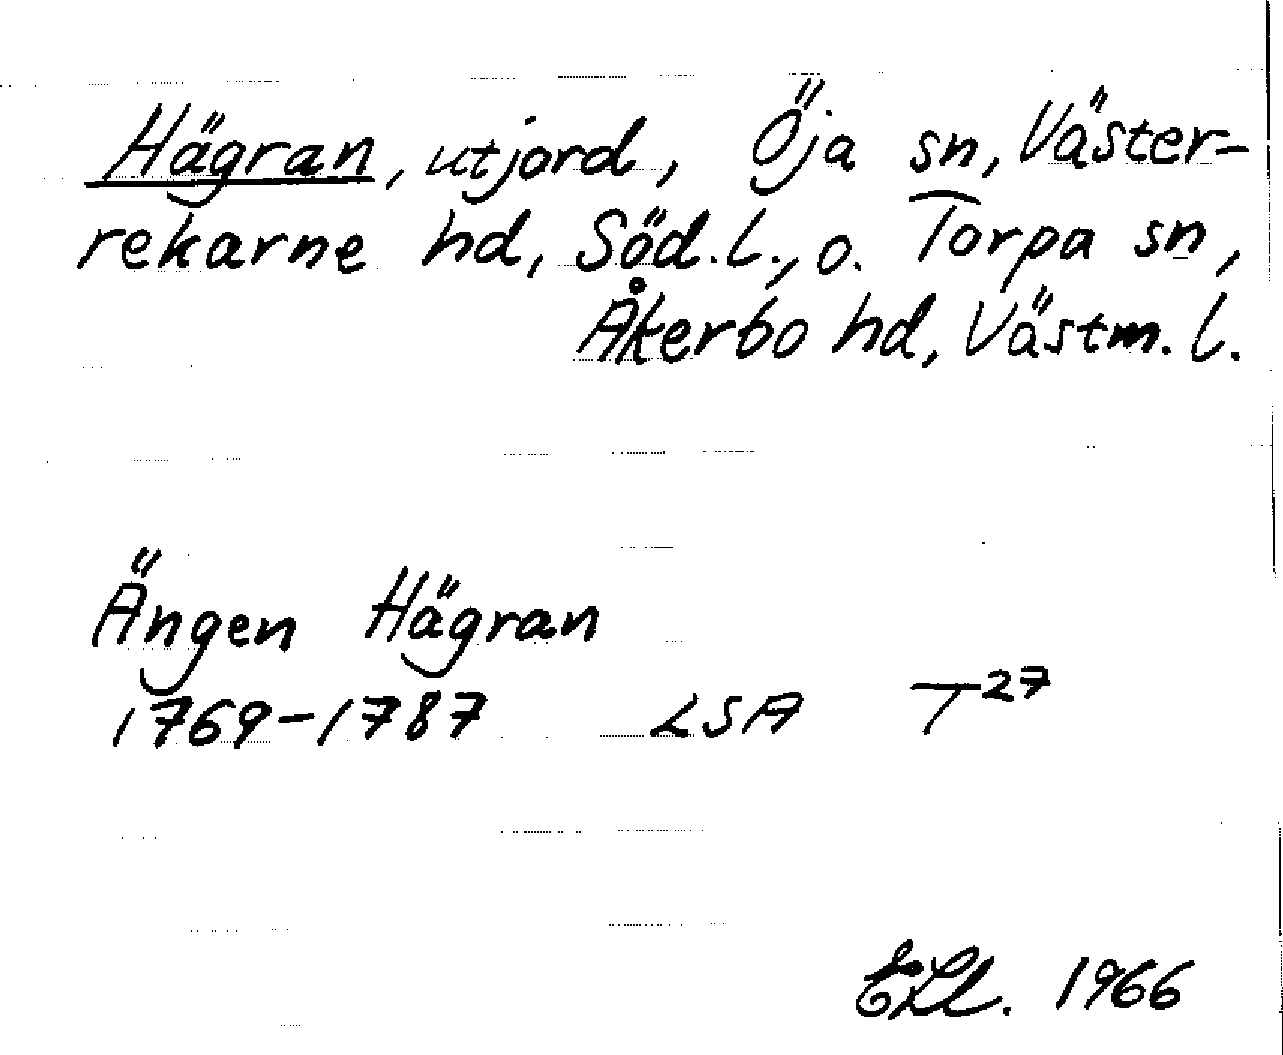 Hägran, utjord, Öja sn, Väster-
rekarne hd, Söd.l., o. Torpa sn,
Åkerbo hd, Västm. l.
Ängen Hägran
1769-1787 LSA T27
1966